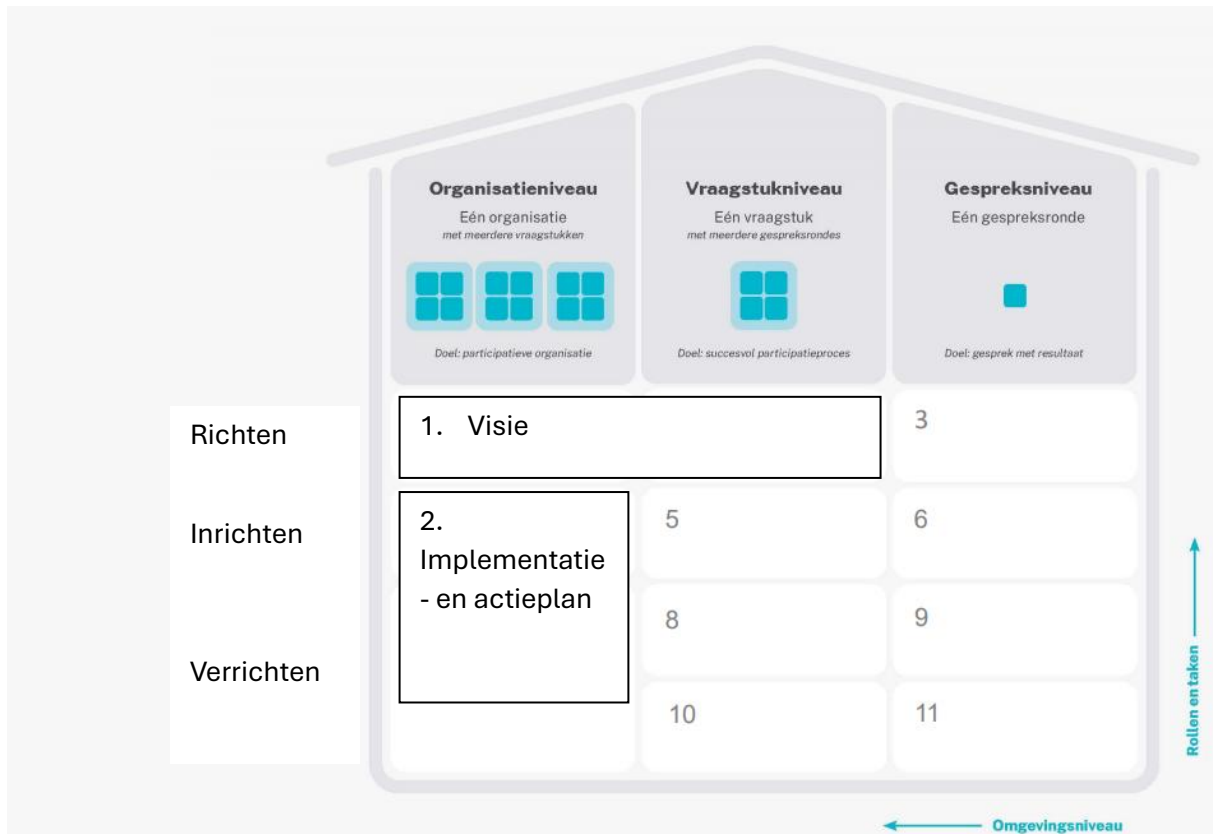 Organisatieniveau
Eén organisatie
met meerdere vraagstukken
Doel: participatieve organisatie
Vraagstukniveau
Eén vraagstuk
met meerdere gespreksrondes
Doel: succesvol participatieproces
Gespreksniveau
Eén gespreksronde
Doel: gesprek met resultaat
Richten
1. Visie
3
Inrichten
2.
Implementatie
- en actieplan
5
6
Verrichten
8
9
10
11
Rollen en taken
Omgevingsniveau